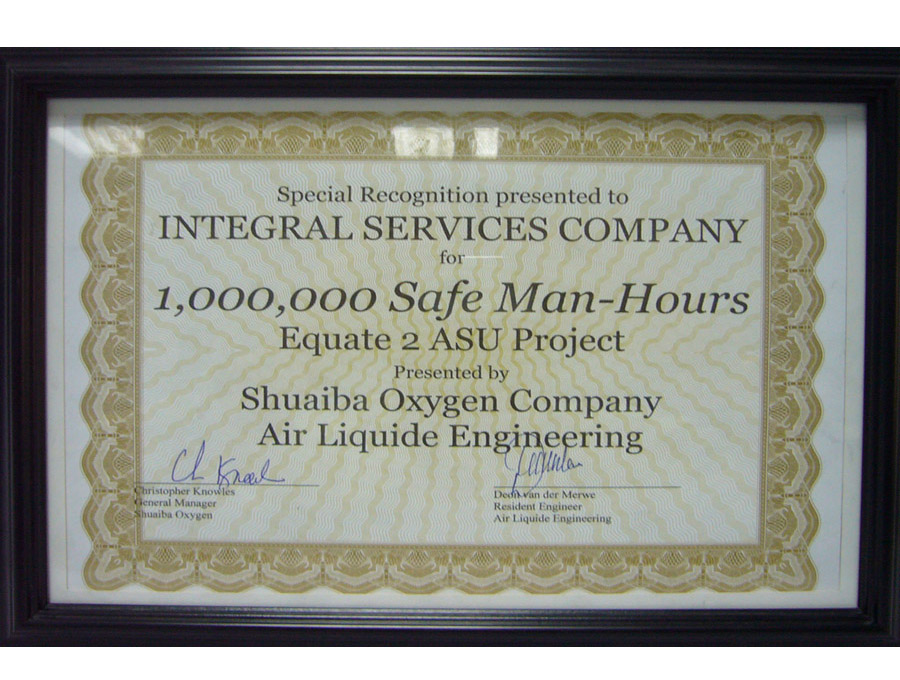 Special Recognition presented to
INTEGRAL SERVICES COMPANY
for
1,000,000 Safe Man-Hours
Equate 2 ASU Project
Presented by
Shuaiba Oxygen Company
Air Liquide Engineering
Ch Knowles
Christopher Knowles
General Manager
Shuaiba Oxygen
Deon van der Merwe
Resident Engineer
Air Liquide Engineering